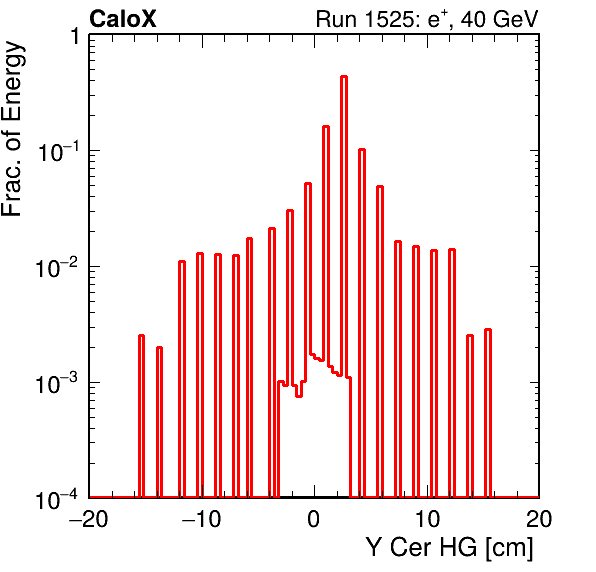 CaloX Run 1525: e⁺, 40 GeV
Frac. of Energy
1
10⁻¹
10⁻²
10⁻³
10⁻⁴
−20 −10 0 10 20
Y Cer HG [cm]